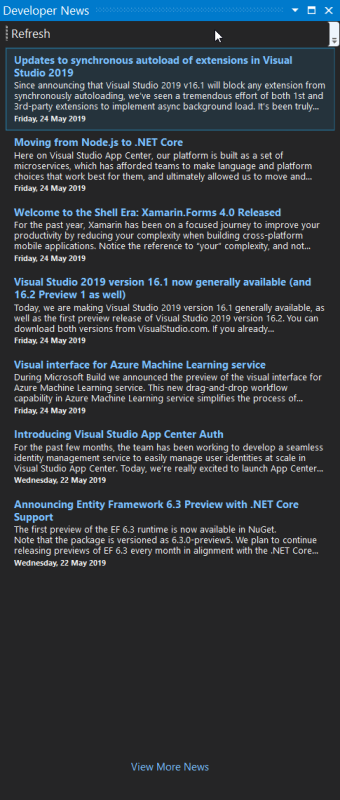 Developer News
Refresh
Updates to synchronous autoload of extensions in Visual
Studio 2019
Since announcing that Visual Studio 2019 v16.1 will block any extension from
synchronously autoloading, we've seen a tremendous effort of both 1st and
3rd-party extensions to implement async background load. It's been truly...
Friday, 24 May 2019
Moving from Node.js to .NET Core
Here on Visual Studio App Center, our platform is built as a set of
microservices, which has afforded teams to make language and platform
choices that work best for them, and ultimately allowed us to move and...
Friday, 24 May 2019
Welcome to the Shell Era: Xamarin.Forms 4.0 Released
For the past year, Xamarin has been on a focused journey to improve your
productivity by reducing your complexity when building cross-platform
mobile applications. Notice the reference to "your" complexity, and not...
Friday, 24 May 2019
Visual Studio 2019 version 16.1 now generally available (and
16.2 Preview 1 as well)
Today, we are making Visual Studio 2019 version 16.1 generally available, as
well as the first preview release of Visual Studio 2019 version 16.2. You can
download both versions from VisualStudio.com. If you already...
Friday, 24 May 2019
Visual interface for Azure Machine Learning service
During Microsoft Build we announced the preview of the visual interface for
Azure Machine Learning service. This new drag-and-drop workflow
capability in Azure Machine Learning service simplifies the process of...
Friday, 24 May 2019
Introducing Visual Studio App Center Auth
For the past few months, the team has been working to develop a seamless
identity management service to easily manage user identities at scale in
Visual Studio App Center. Today, we're really excited to launch App Center...
Wednesday, 22 May 2019
Announcing Entity Framework 6.3 Preview with .NET Core
Support
The first preview of the EF 6.3 runtime is now available in NuGet.
Note that the package is versioned as 6.3.0-preview5. We plan to continue
releasing previews of EF 6.3 every month in alignment with the .NET Core...
Wednesday, 22 May 2019
View More News